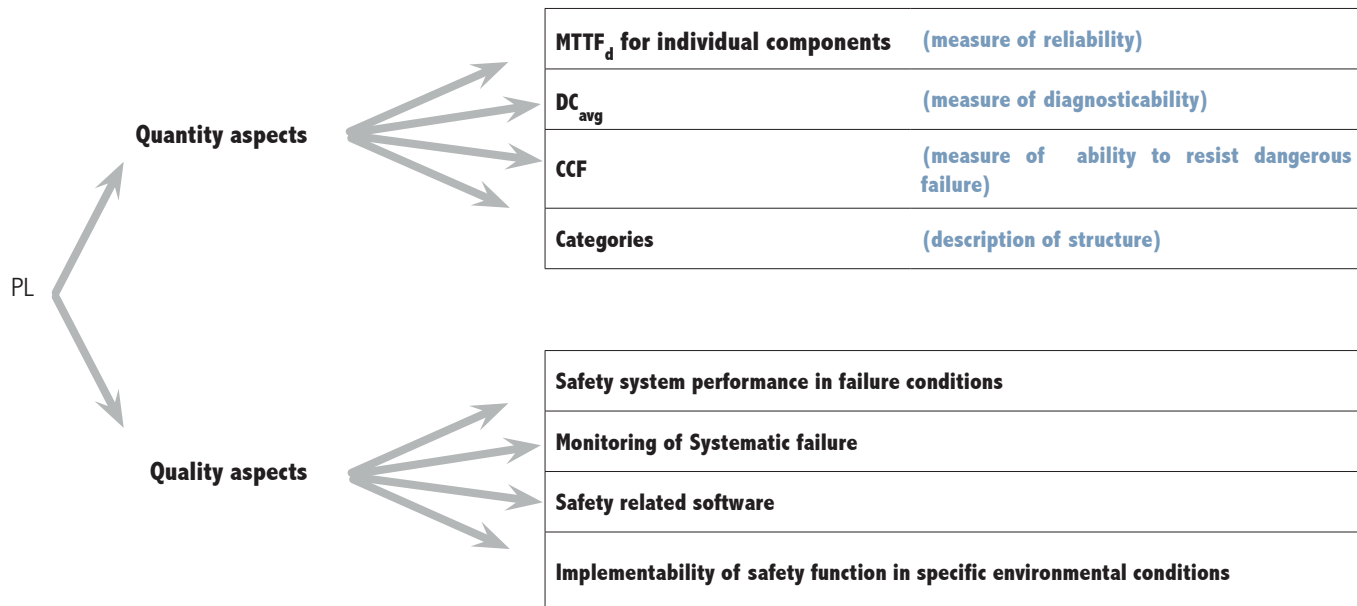 PL
Quantity aspects
MTTFd for individual components (measure of reliability)
DCavg (measure of diagnosticability)
CCF (measure of ability to resist dangerous
failure)
Categories (description of structure)
Quality aspects
Safety system performance in failure conditions
Monitoring of Systematic failure
Safety related software
Implementability of safety function in specific environmental conditions